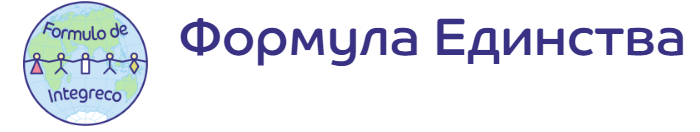 Formulo de
Integreco
Формула Единства